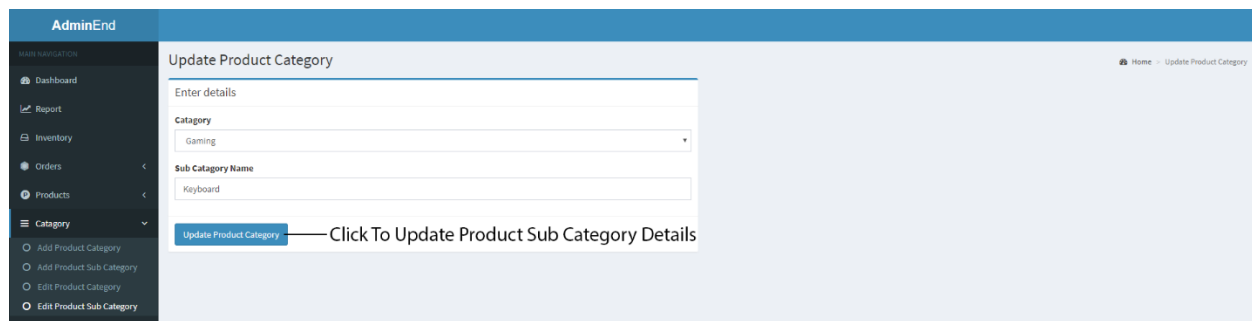 AdminEnd
MAIN NAVIGATION
Dashboard
Report
Inventory
Orders
Products
Catagory
Add Product Category
Add Product Sub Category
Edit Product Category
Edit Product Sub Category
Update Product Category
Home > Update Product Category
Enter details
Catagory
Gaming
Sub Catagory Name
Keyboard
Update Product Category
Click To Update Product Sub Category Details